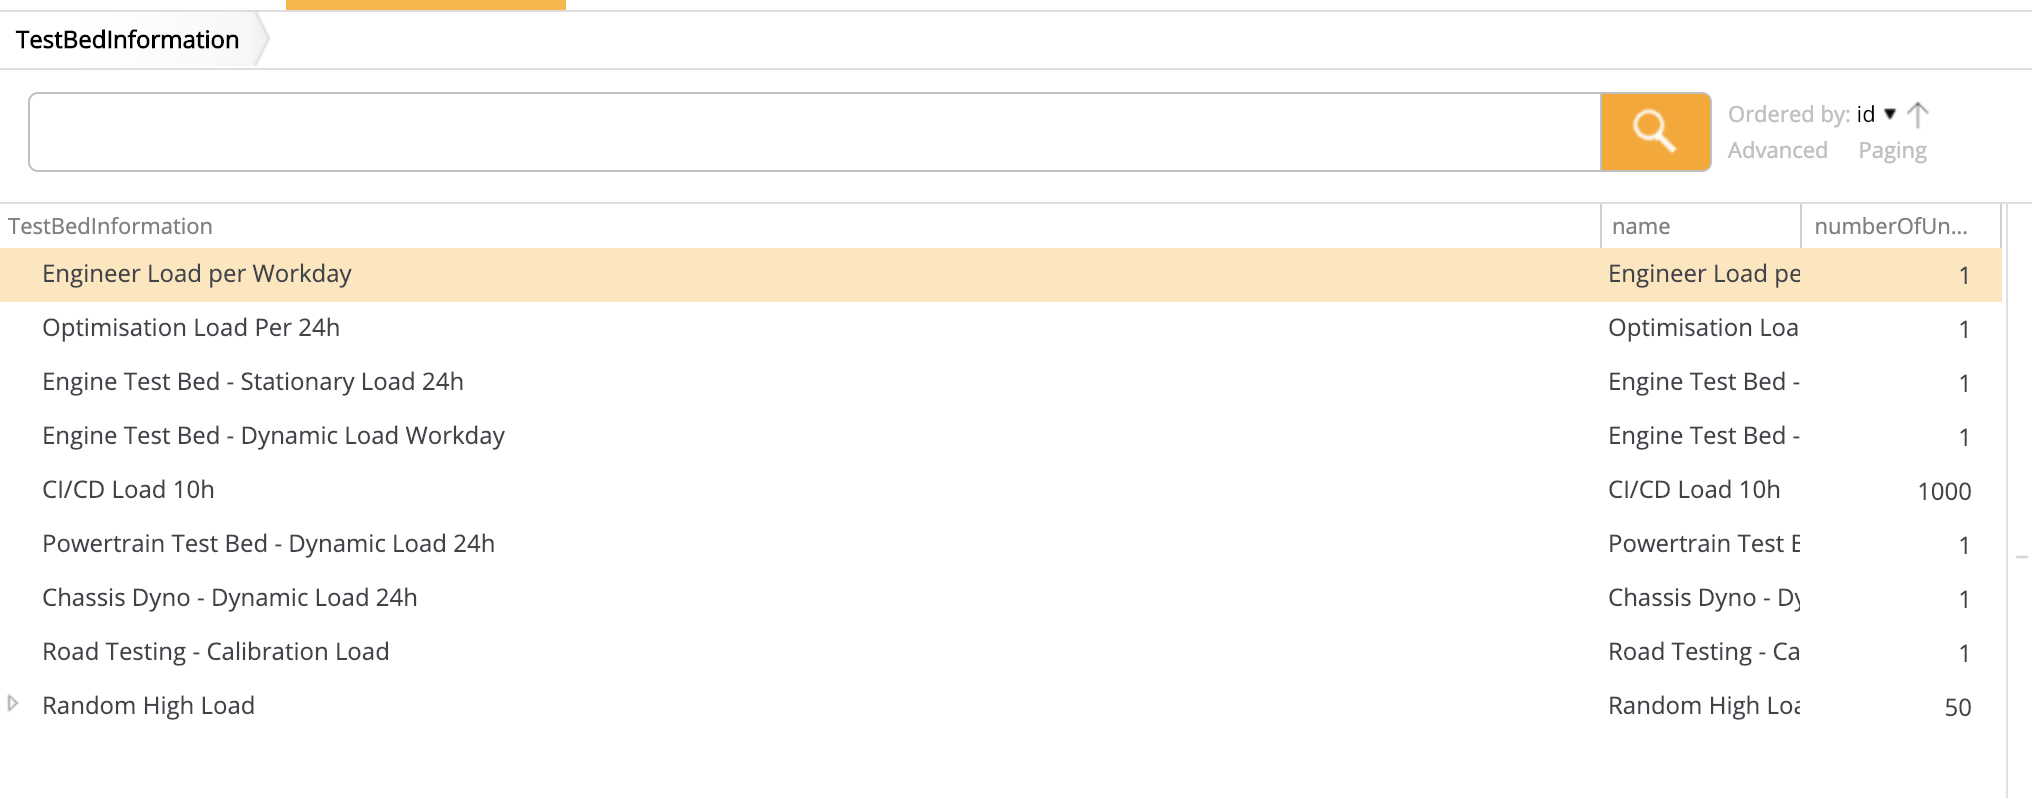 TestBedInformation
Ordered by: id
Advanced Paging
TestBedInformation name numberOfUn...
Engineer Load per Workday Engineer Load pe 1
Optimisation Load Per 24h Optimisation Loa 1
Engine Test Bed - Stationary Load 24h Engine Test Bed - 1
Engine Test Bed - Dynamic Load Workday Engine Test Bed - 1
CI/CD Load 10h CI/CD Load 10h 1000
Powertrain Test Bed - Dynamic Load 24h Powertrain Test B 1
Chassis Dyno - Dynamic Load 24h Chassis Dyno - Dy 1
Road Testing - Calibration Load Road Testing - Ca 1
Random High Load Random High Loa 50